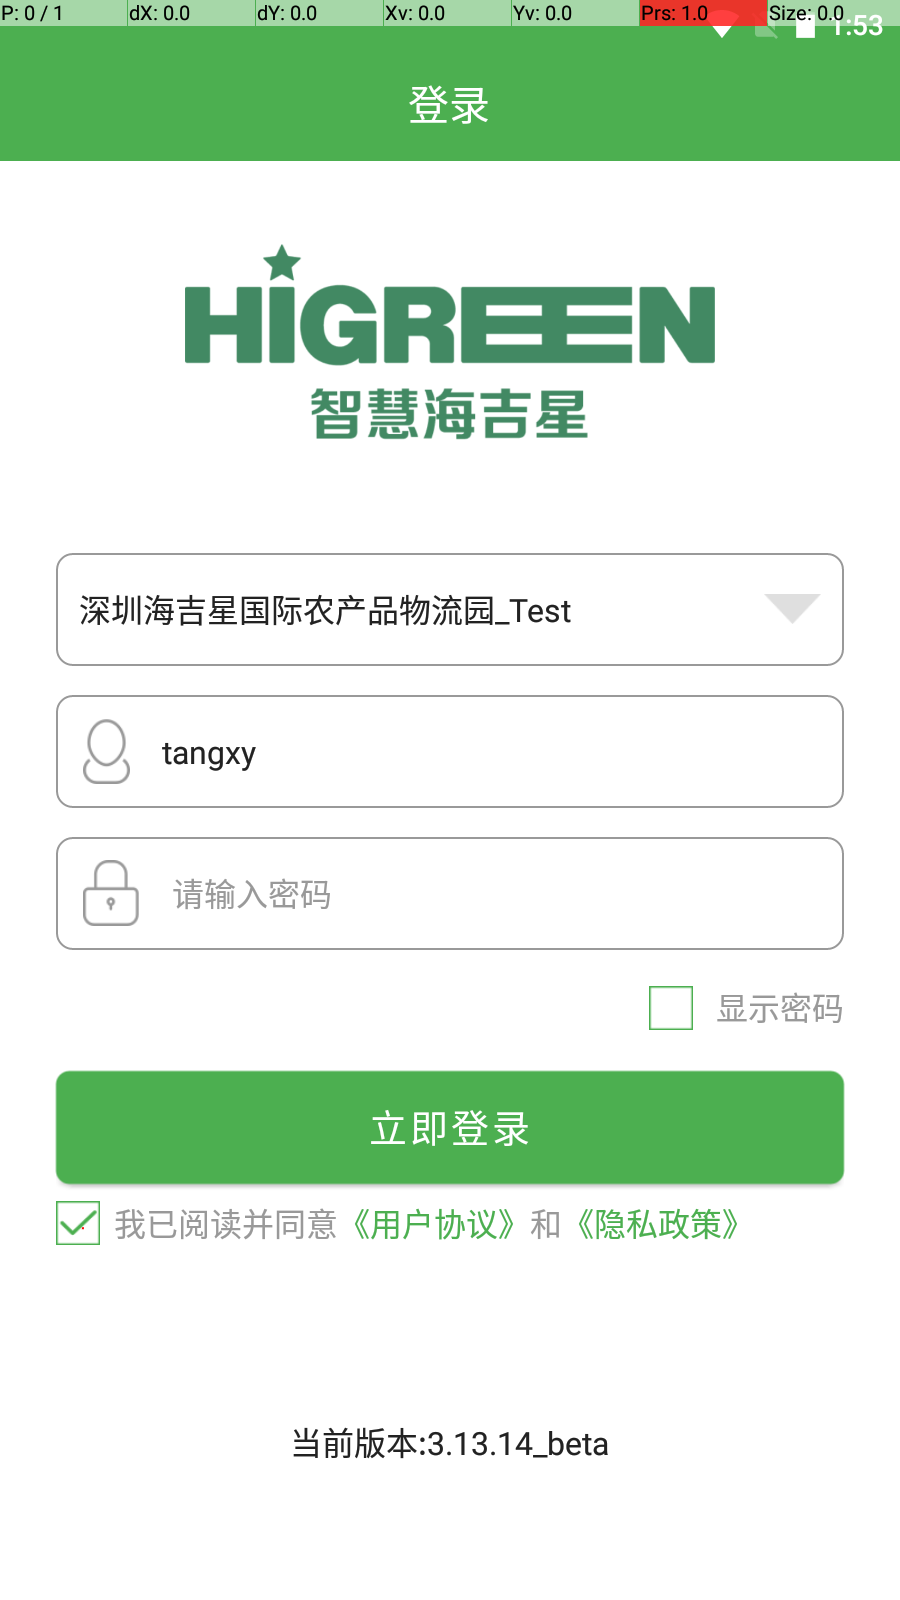 P: 0 / 1 dX: 0.0 dY: 0.0 Xv: 0.0 Yv: 0.0 Prs: 1.0 Size: 0.0
1:53
登录
HiGREEN
智慧海吉星
深圳海吉星国际农产品物流园_Test
tangxy
请输入密码
显示密码
立即登录
我已阅读并同意《用户协议》和《隐私政策》
当前版本:3.13.14_beta